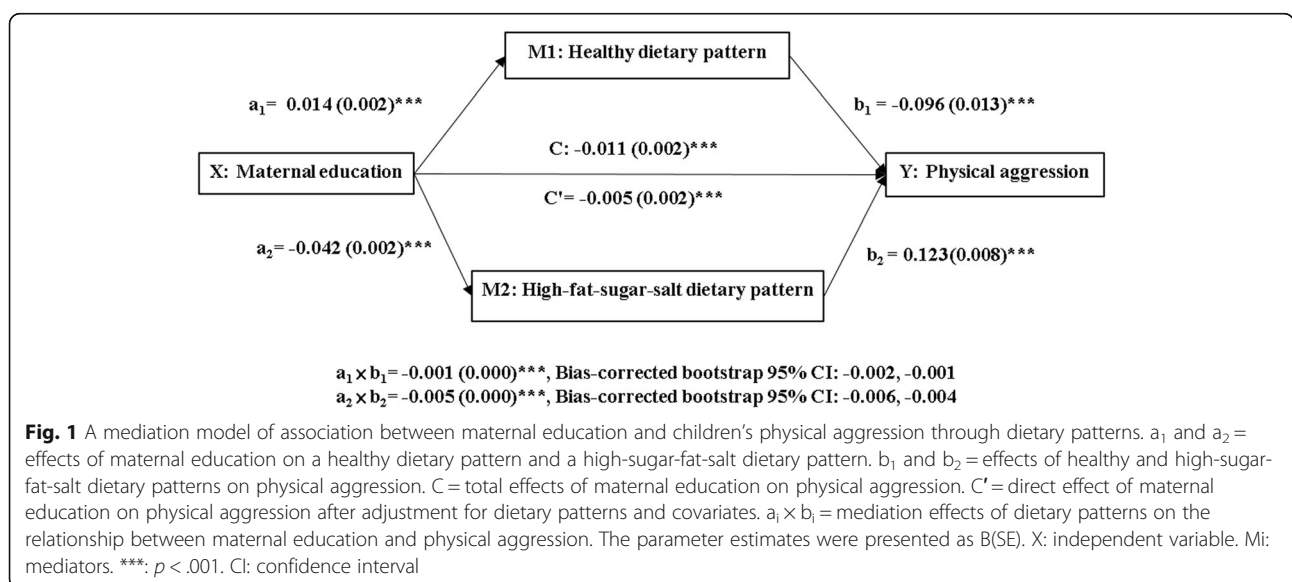 M1: Healthy dietary pattern
a₁= 0.014 (0.002)***
b₁ = -0.096 (0.013)***
C: -0.011 (0.002)***
X: Maternal education
Y: Physical aggression
C'= -0.005 (0.002)***
a₂= -0.042 (0.002)***
b₂ = 0.123(0.008)***
M2: High-fat-sugar-salt dietary pattern
a₁ x b₁= -0.001 (0.000)***, Bias-corrected bootstrap 95% CI: -0.002, -0.001
a₂ x b₂= -0.005 (0.000)***, Bias-corrected bootstrap 95% CI: -0.006, -0.004
Fig. 1 A mediation model of association between maternal education and children's physical aggression through dietary patterns. a₁ and a₂ =
effects of maternal education on a healthy dietary pattern and a high-sugar-fat-salt dietary pattern. b₁ and b₂ = effects of healthy and high-sugar-
fat-salt dietary patterns on physical aggression. C = total effects of maternal education on physical aggression. C′ = direct effect of maternal
education on physical aggression after adjustment for dietary patterns and covariates. aᵢ × bᵢ = mediation effects of dietary patterns on the
relationship between maternal education and physical aggression. The parameter estimates were presented as B(SE). X: independent variable. Mi:
mediators. ***: p < .001. CI: confidence interval